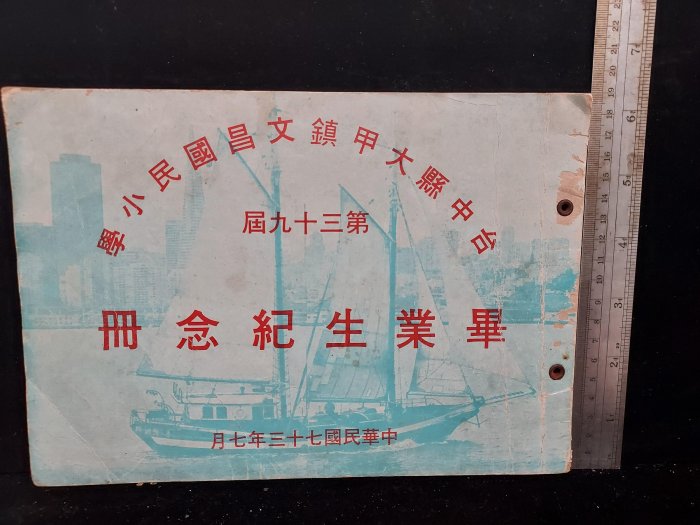 台中縣大甲鎮文昌國民小學
第三十九屆
畢業生紀念冊
中華民國七十三年七月